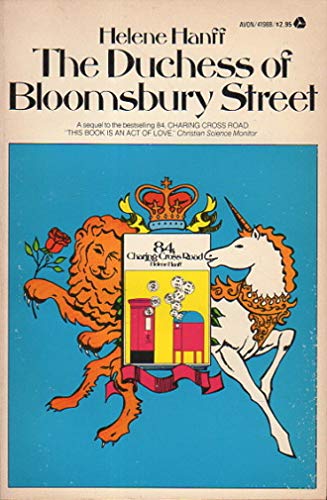 AVON/41988/$2.95
Helene Hanff
The Duchess of
Bloomsbury Street
A sequel to the bestselling 84, CHARING CROSS ROAD
"THIS BOOK IS AN ACT OF LOVE." Christian Science Monitor
84,
Charing Cross Road
Helene Hanff